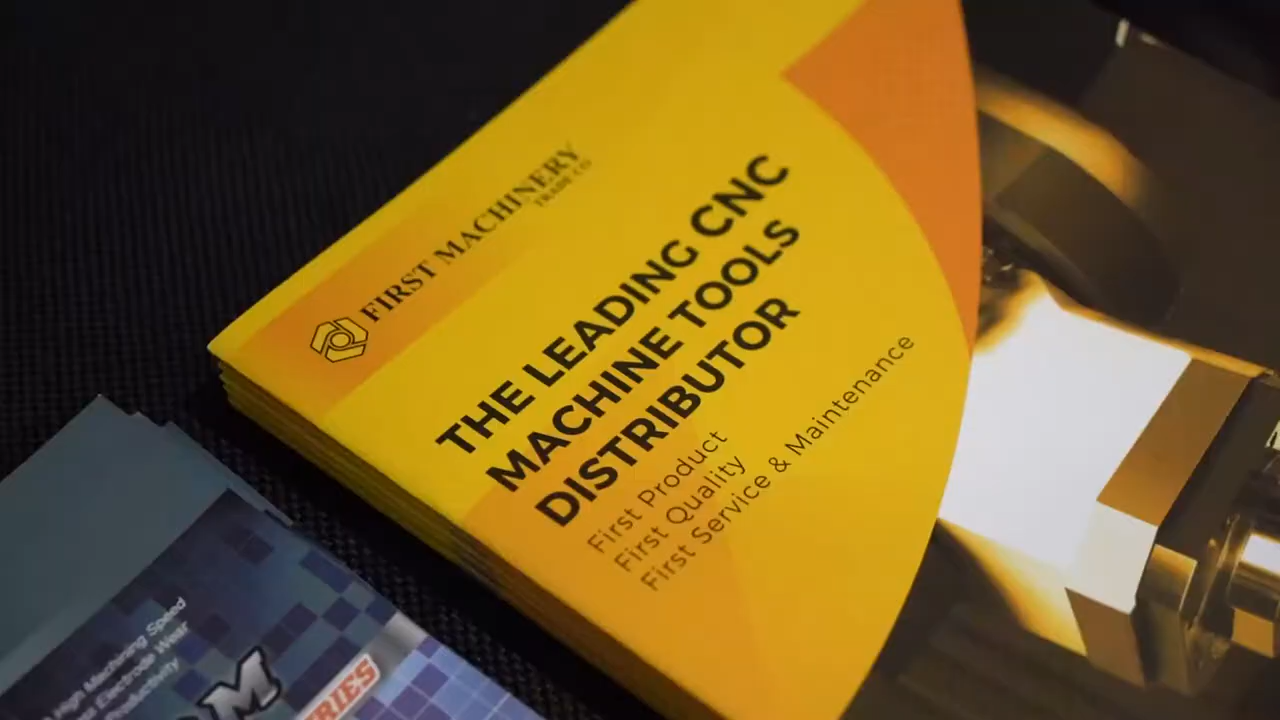 FIRST MACHINERY
TRADE CO
THE LEADING CNC
MACHINE TOOLS
DISTRIBUTOR
First Product
First Quality
First Service & Maintenance
High Machining Speed
Electrode Wear